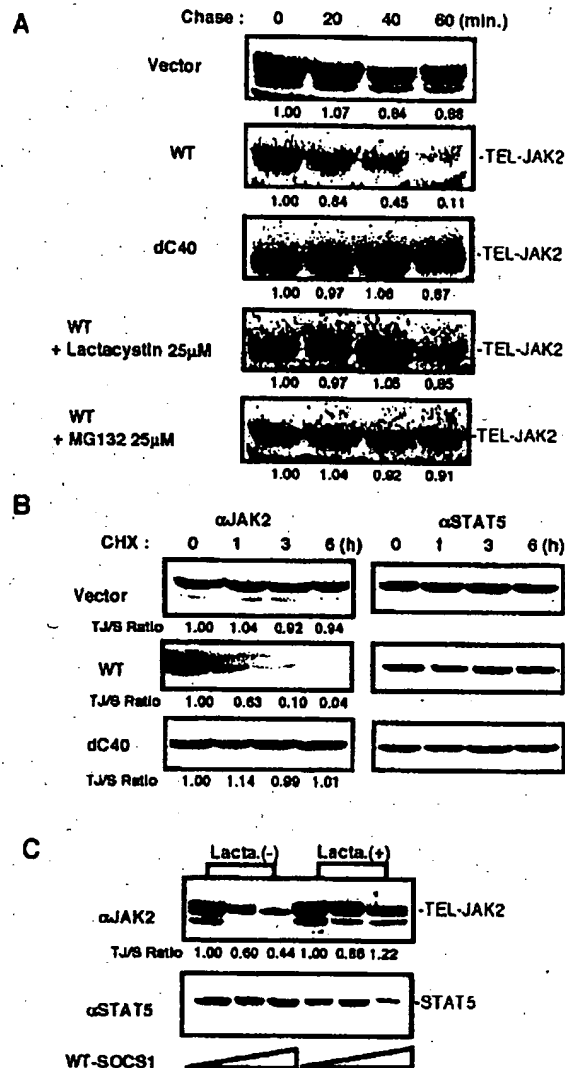 A
Chase : 0 20 40 60 (min.)
Vector
1.00 1.07 0.84 0.88
WT
-TEL-JAK2
1.00 0.64 0.45 0.11
dC40
-TEL-JAK2
1.00 0.97 1.06 0.87
WT
+ Lactacystin 25µM
-TEL-JAK2
1.00 0.97 1.05 0.85
WT
+ MG132 25µM
-TEL-JAK2
1.00 1.04 0.92 0.91
B
αJAK2 αSTAT5
CHX : 0 1 3 6 (h) 0 1 3 6 (h)
Vector
TJ/S Ratio 1.00 1.04 0.92 0.94
WT
TJ/S Ratio 1.00 0.63 0.10 0.04
dC40
TJ/S Ratio 1.00 1.14 0.99 1.01
C
Lacta.(-) Lacta.(+)
αJAK2
-TEL-JAK2
TJ/S Ratio 1.00 0.60 0.44 1.00 0.86 1.22
αSTAT5
-STAT5
WT-SOCS1